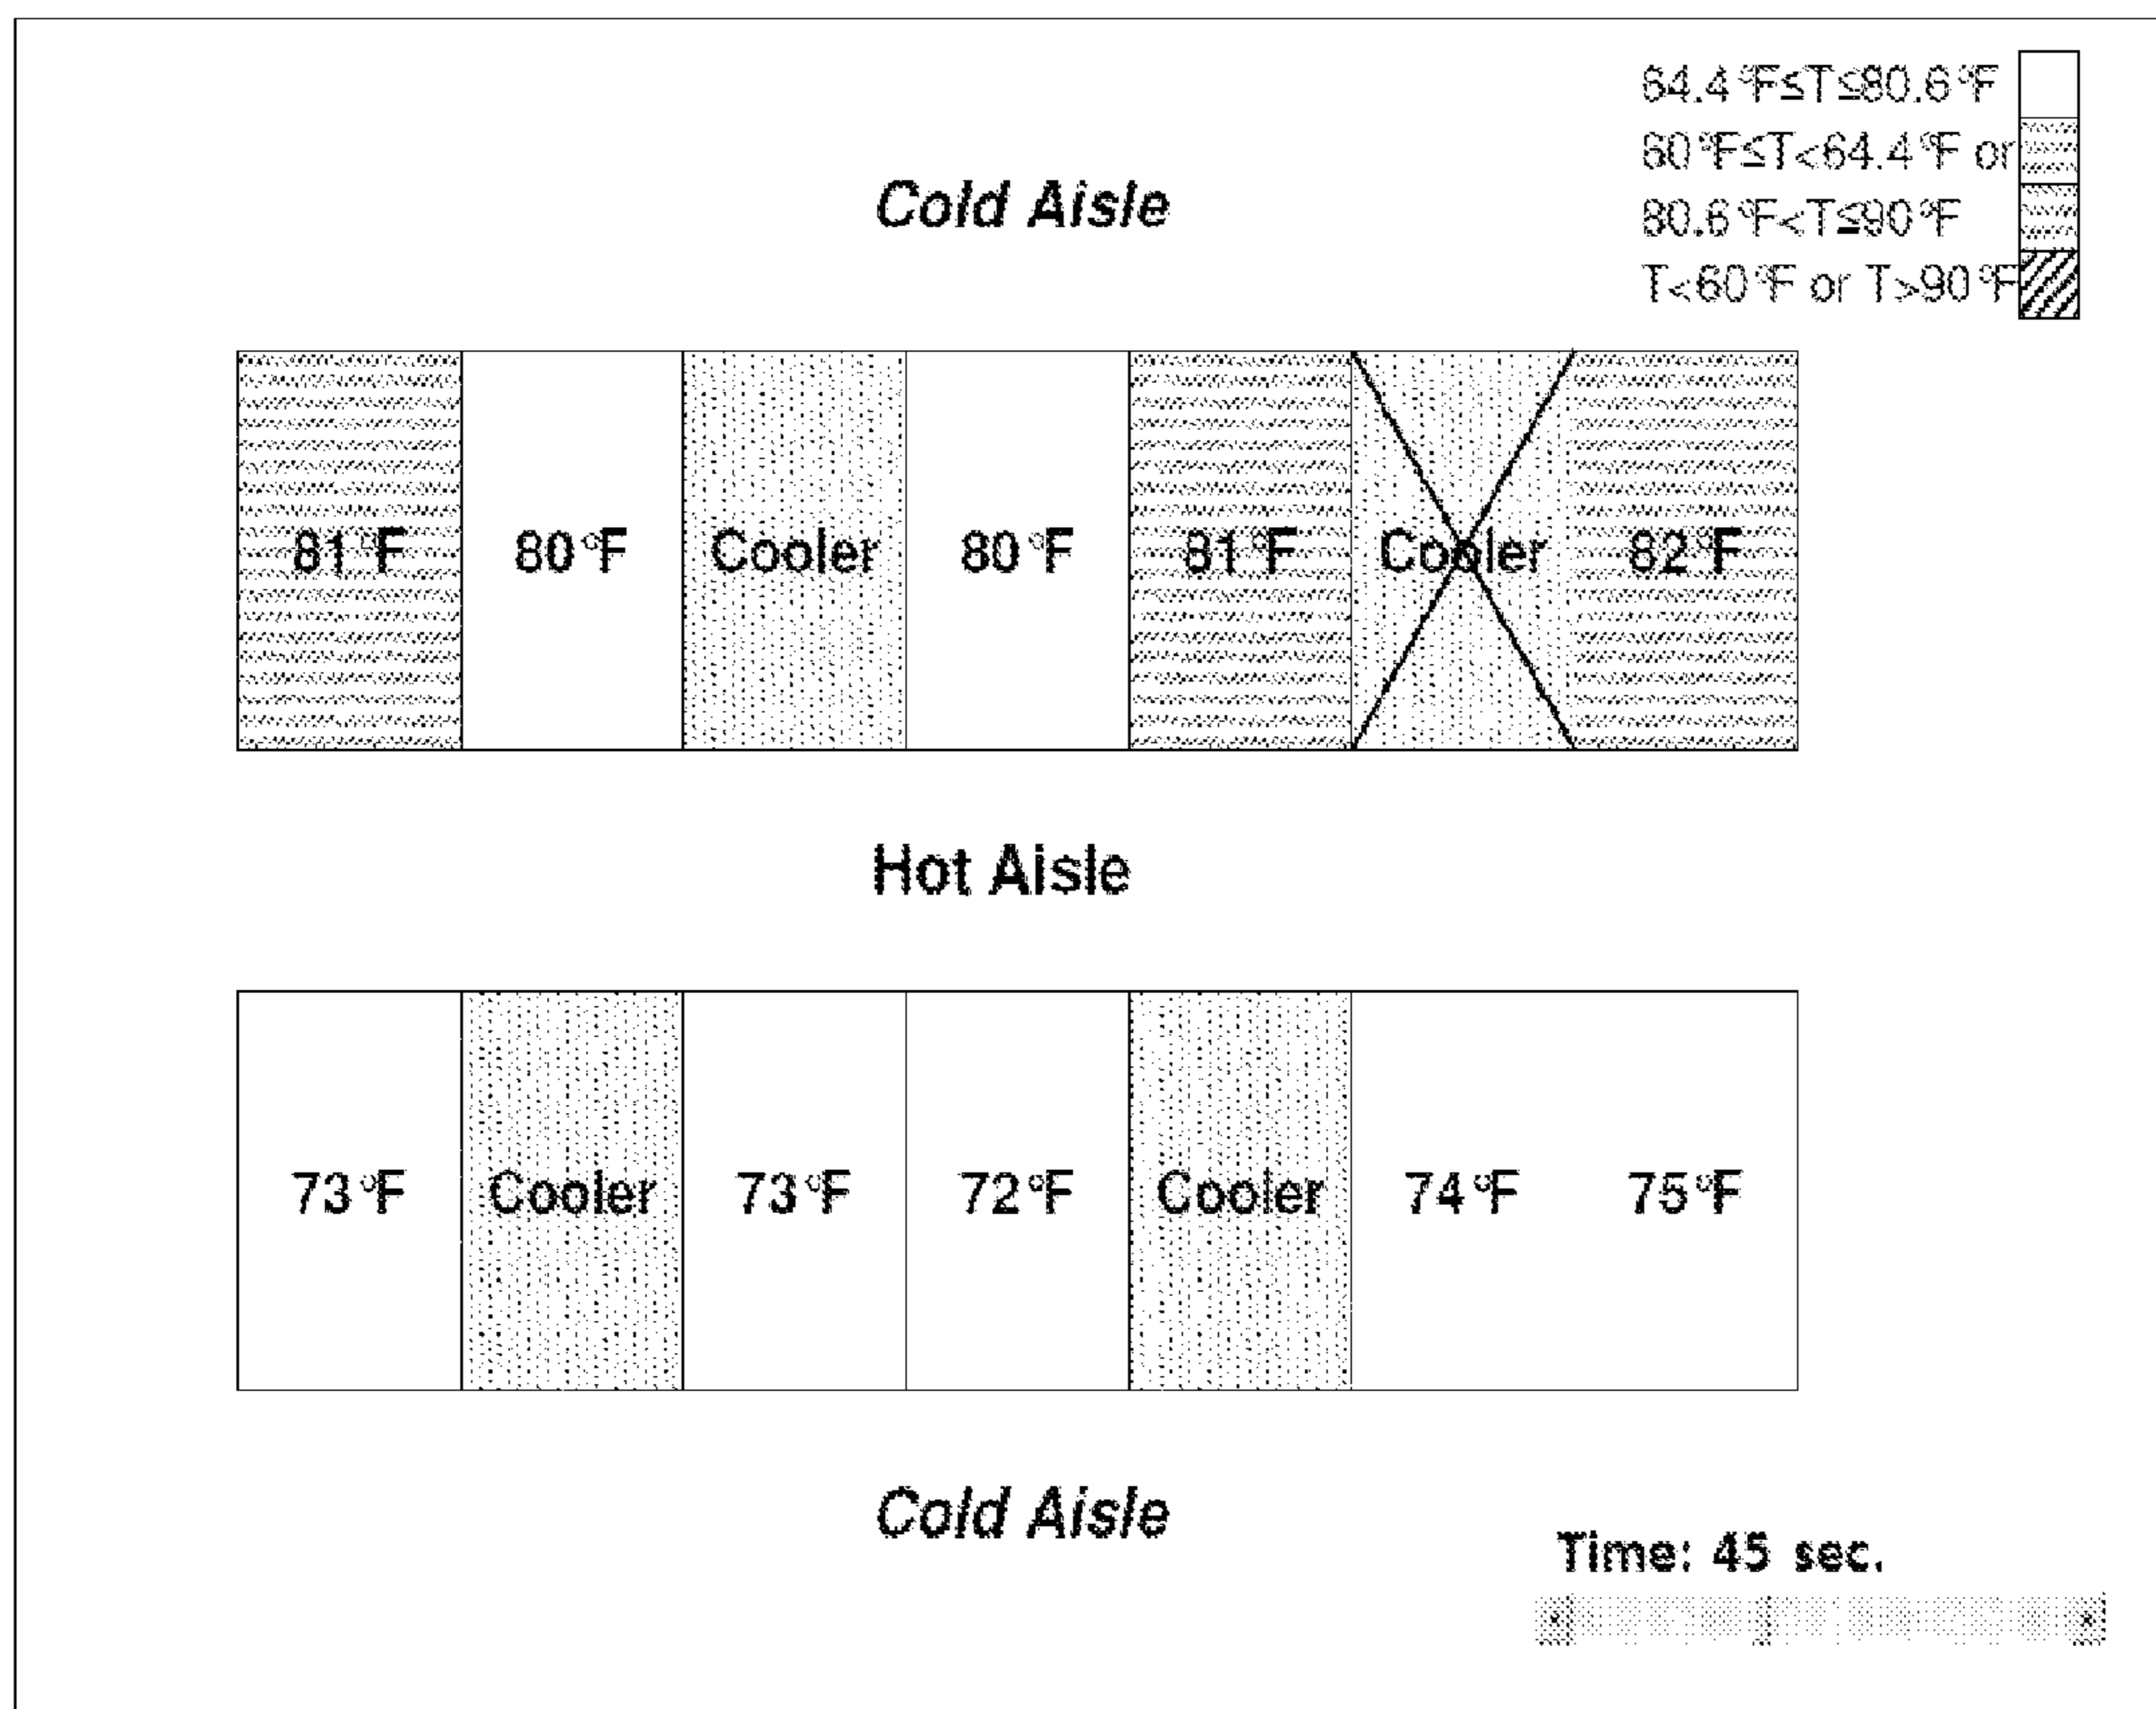 64.4°F≤T≤80.6°F
60°F≤T<64.4°F or
80.6°F<T≤90°F
T<60°F or T>90°F
Cold Aisle
81°F 80°F Cooler 80°F 81°F Cooler 82°F
Hot Aisle
73°F Cooler 73°F 72°F Cooler 74°F 75°F
Cold Aisle
Time: 45 sec.